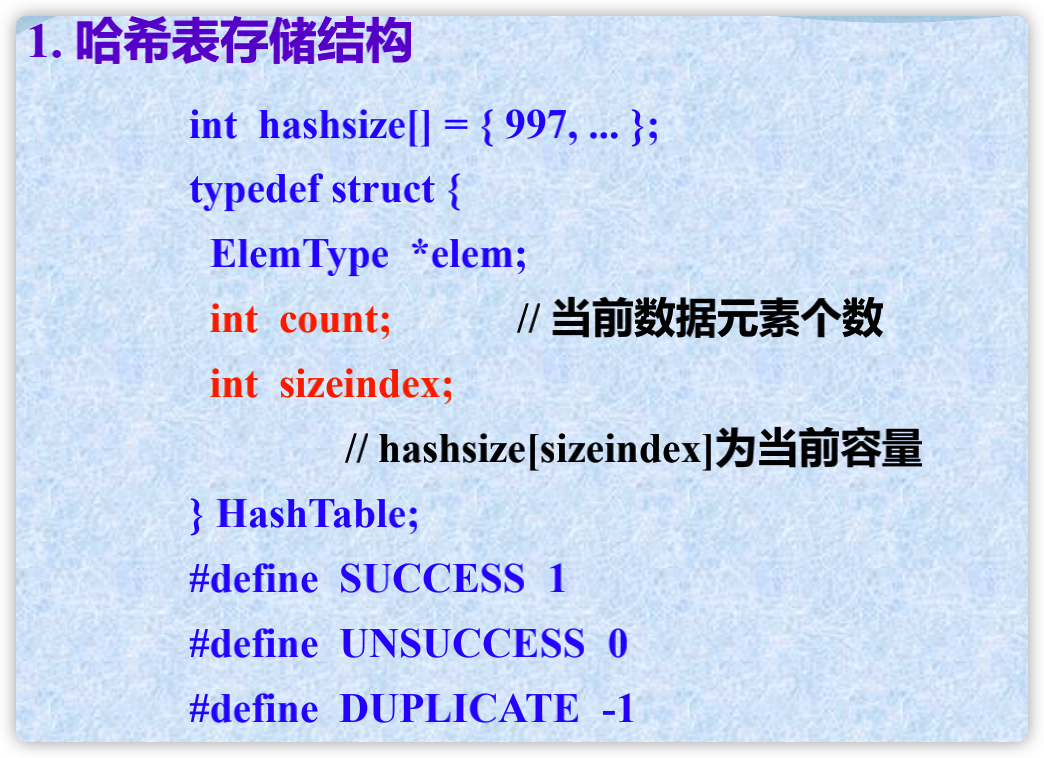 1. 哈希表存储结构
int hashsize[] = { 997, ... };
typedef struct {
ElemType *elem;
int count; // 当前数据元素个数
int sizeindex;
// hashsize[sizeindex]为当前容量
} HashTable;
#define SUCCESS 1
#define UNSUCCESS 0
#define DUPLICATE -1